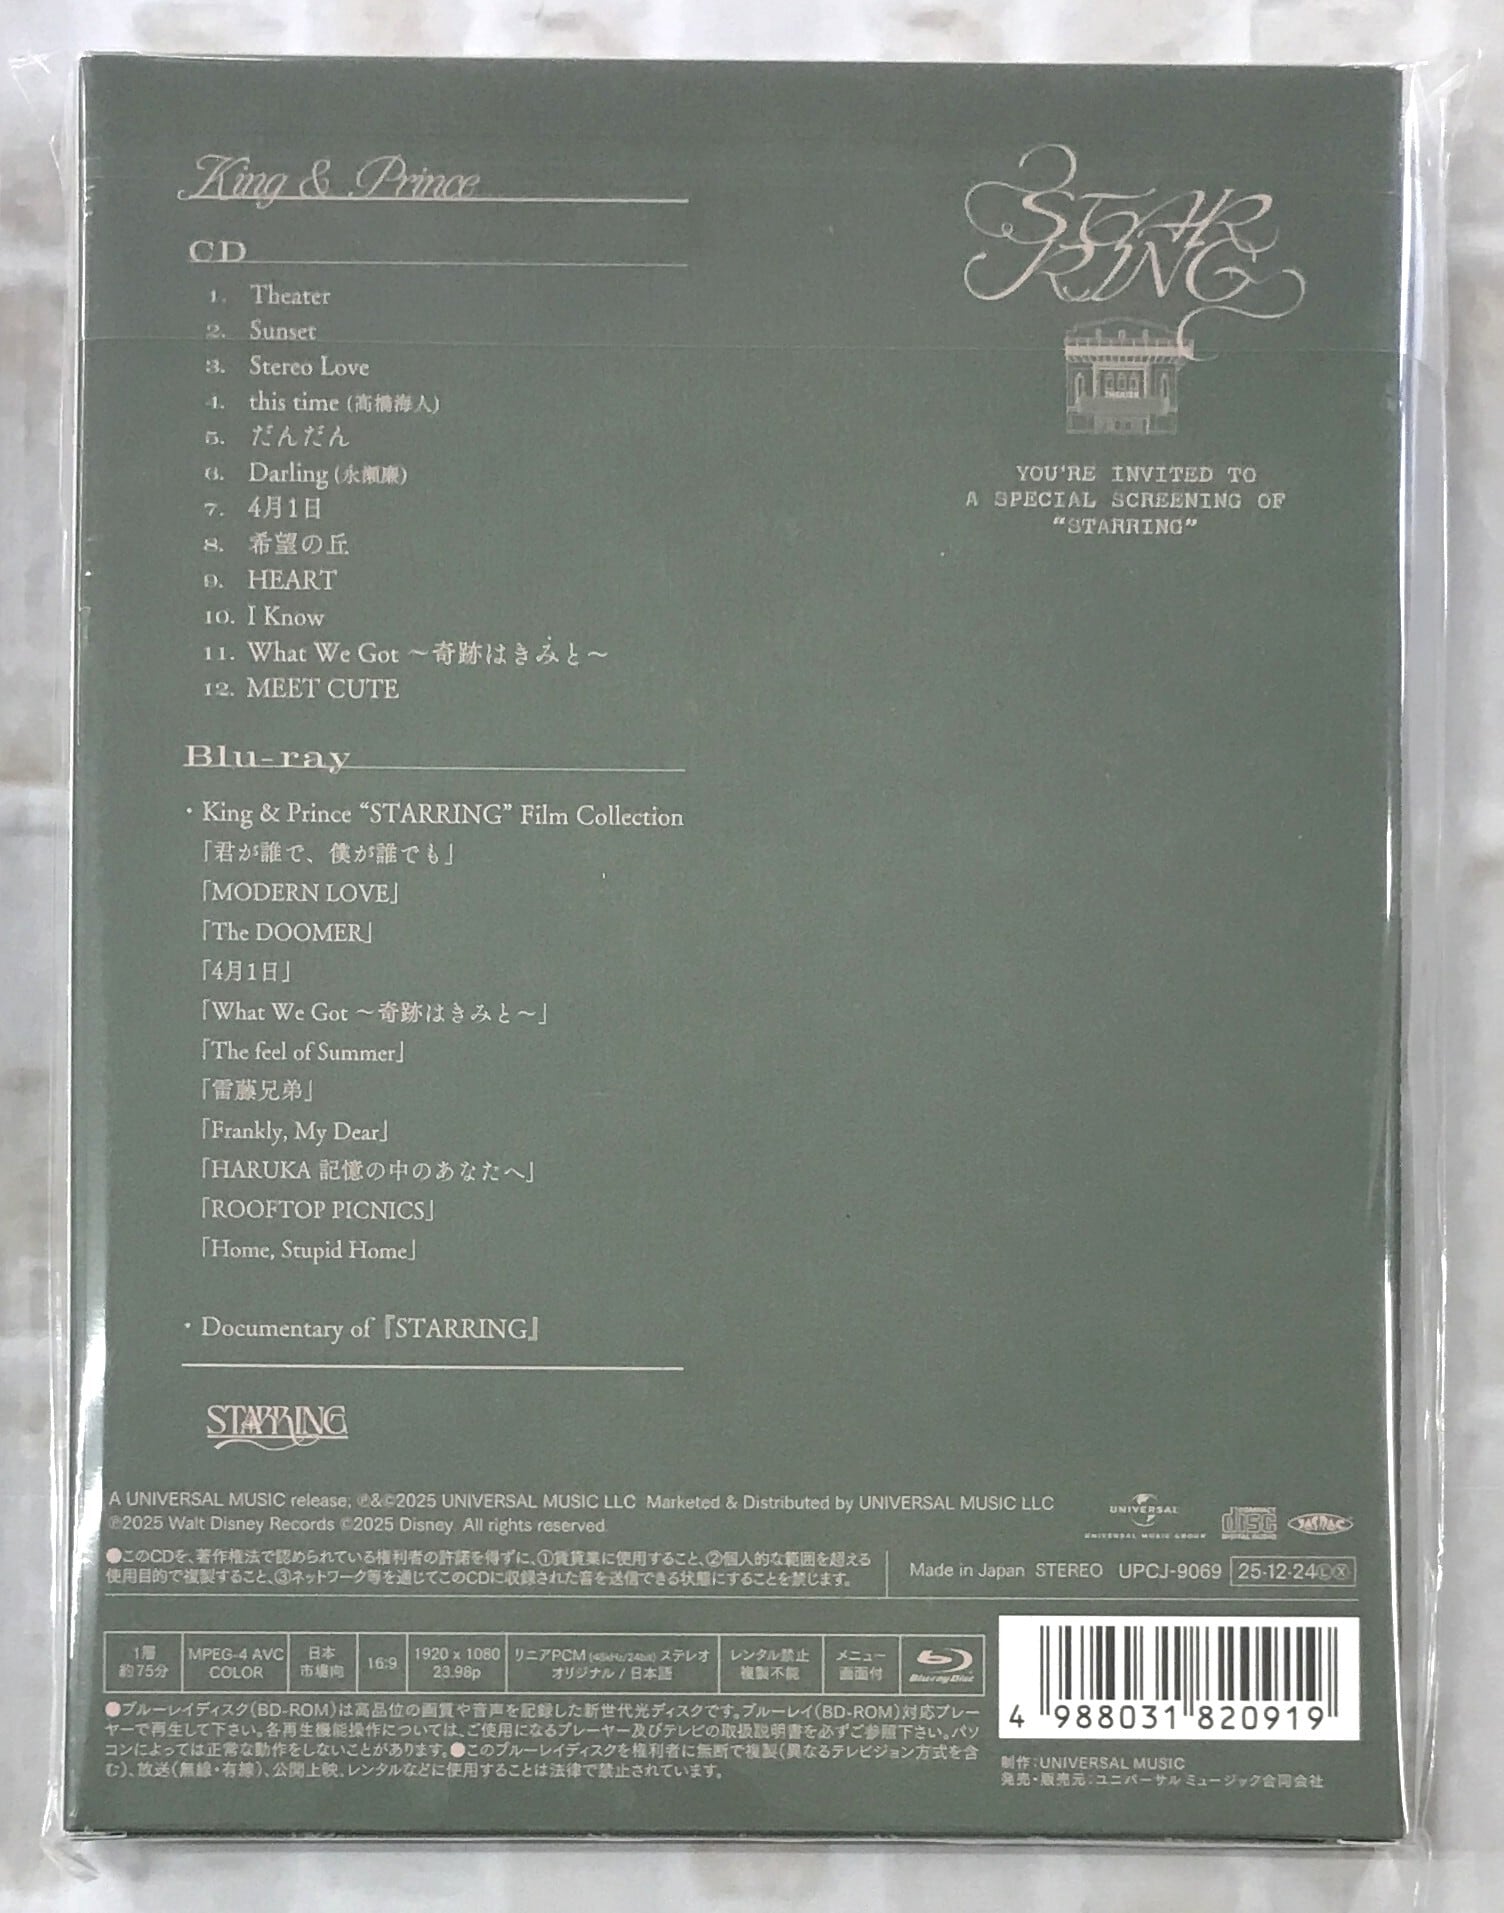 King & Prince
CD
1. Theater
2. Sunset
3. Stereo Love
4. this time (髙橋海人)
5. だんだん
6. Darling (永瀬廉)
7. 4月1日
8. 希望の丘
9. HEART
10. I Know
11. What We Got ～奇跡はきみと～
12. MEET CUTE
Blu-ray
・King & Prince “STARRING” Film Collection
「君が誰で、僕が誰でも」
「MODERN LOVE」
「The DOOMER」
「4月1日」
「What We Got ～奇跡はきみと～」
「The feel of Summer」
「雷藤兄弟」
「Frankly, My Dear」
「HARUKA 記憶の中のあなたへ」
「ROOFTOP PICNICS」
「Home, Stupid Home」
・Documentary of『STARRING』
STARRING
STAR
RING
THEATER
YOU'RE INVITED TO
A SPECIAL SCREENING OF
“STARRING”
A UNIVERSAL MUSIC release; ℗&©2025 UNIVERSAL MUSIC LLC Marketed & Distributed by UNIVERSAL MUSIC LLC
℗2025 Walt Disney Records ©2025 Disney. All rights reserved.
UNIVERSAL
UNIVERSAL MUSIC GROUP
COMPACT
disc
DIGITAL AUDIO
JASRAC
●このCDを、著作権法で認められている権利者の許諾を得ずに、①賃貸業に使用すること、②個人的な範囲を超える
使用目的で複製すること、③ネットワーク等を通じてこのCDに収録された音を送信できる状態にすることを禁じます。
Made in Japan STEREO UPCJ-9069 25·12·24ⓁⓍ
1層
約75分
MPEG-4 AVC
COLOR
日本
市場向
16:9
1920 x 1080
23.98p
リニアPCM (48kHz/24bit) ステレオ
オリジナル / 日本語
レンタル禁止
複製不能
メニュー
画面付
Blu-ray Disc
●ブルーレイディスク(BD-ROM)は高品位の画質や音声を記録した新世代光ディスクです。ブルーレイ(BD-ROM)対応プレー
ヤーで再生して下さい。各再生機能操作については、ご使用になるプレーヤー及びテレビの取扱説明書を必ずご参照下さい。パソ
コンによっては正常な動作をしないことがあります。●このブルーレイディスクを権利者に無断で複製(異なるテレビジョン方式を含
む)、放送(無線・有線)、公開上映、レンタルなどに使用することは法律で禁止されています。
4 988031 820919
制作:UNIVERSAL MUSIC
発売・販売元:ユニバーサル ミュージック合同会社